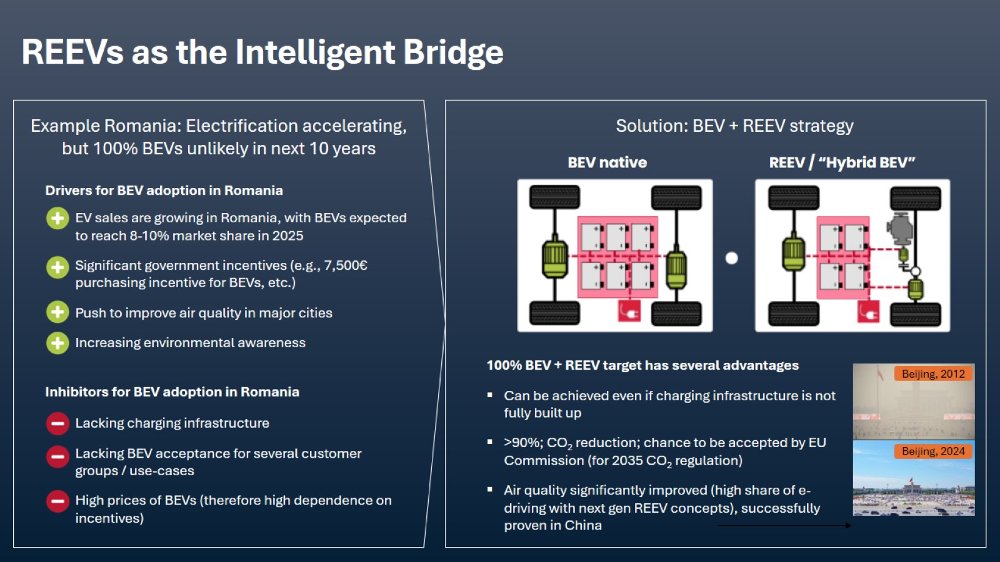 REEVs as the Intelligent Bridge
Example Romania: Electrification accelerating,
but 100% BEVs unlikely in next 10 years
Drivers for BEV adoption in Romania
EV sales are growing in Romania, with BEVs expected
to reach 8-10% market share in 2025
Significant government incentives (e.g., 7,500€
purchasing incentive for BEVs, etc.)
Push to improve air quality in major cities
Increasing environmental awareness
Inhibitors for BEV adoption in Romania
Lacking charging infrastructure
Lacking BEV acceptance for several customer
groups / use-cases
High prices of BEVs (therefore high dependence on
incentives)
Solution: BEV + REEV strategy
BEV native
REEV / “Hybrid BEV”
100% BEV + REEV target has several advantages
▪ Can be achieved even if charging infrastructure is not
fully built up
▪ >90%; CO₂ reduction; chance to be accepted by EU
Commission (for 2035 CO₂ regulation)
▪ Air quality significantly improved (high share of e-
driving with next gen REEV concepts), successfully
proven in China
Beijing, 2012
Beijing, 2024